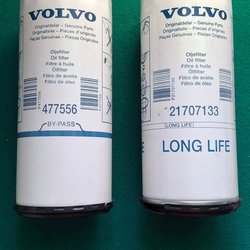 VOLVO
Originaldelar - Genuine Parts
Originalteile - Pièces d'origine
Peças Genuinas - Piezas Originales
Oljefilter
Oil filter
Filtre à huile
Ölfilter
Filtro de aceite
Filtro de óleo
477556
BY-PASS
VOLVO
Originaldelar - Genuine Parts
Originalteile - Pièces d'origine
Peças Genuinas - Piezas Originales
Oljefilter
Oil filter
Filtre à huile
Ölfilter
Filtro de aceite
Filtro de óleo
21707133
LONG LIFE
LONG LIFE